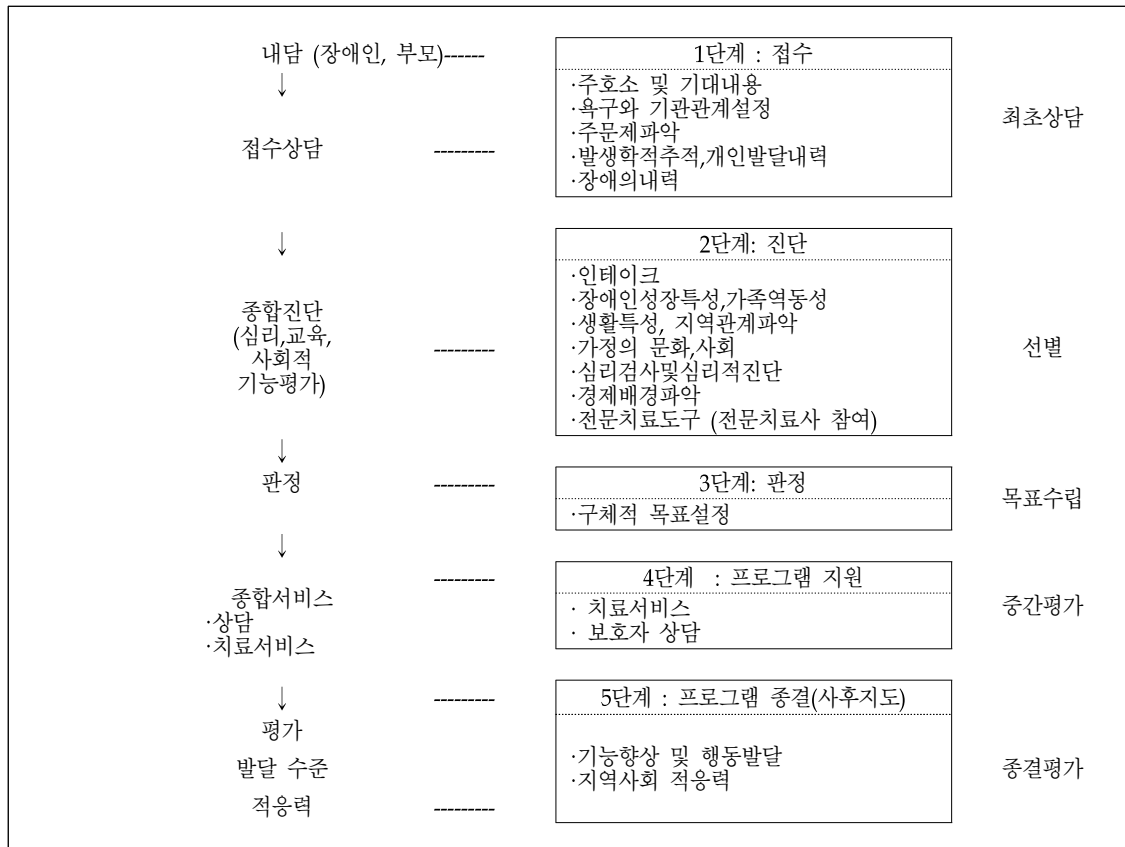 내담 (장애인, 부모)------
↓
접수상담 ---------
1단계 : 접수
·주호소 및 기대내용
·욕구와 기관관계설정
·주문제파악
·발생학적추적,개인발달내력
·장애의내력
최초상담
↓
종합진단
(심리,교육,
사회적
기능평가)
---------
2단계: 진단
·인테이크
·장애인성장특성,가족역동성
·생활특성, 지역관계파악
·가정의 문화,사회
·심리검사및심리적진단
·경제배경파악
·전문치료도구 (전문치료사 참여)
선별
↓
판정 ---------
3단계: 판정
·구체적 목표설정
목표수립
↓
---------
종합서비스
·상담
·치료서비스
4단계 : 프로그램 지원
· 치료서비스
· 보호자 상담
중간평가
↓ ---------
평가
발달 수준
적응력 ---------
5단계 : 프로그램 종결(사후지도)
·기능향상 및 행동발달
·지역사회 적응력
종결평가